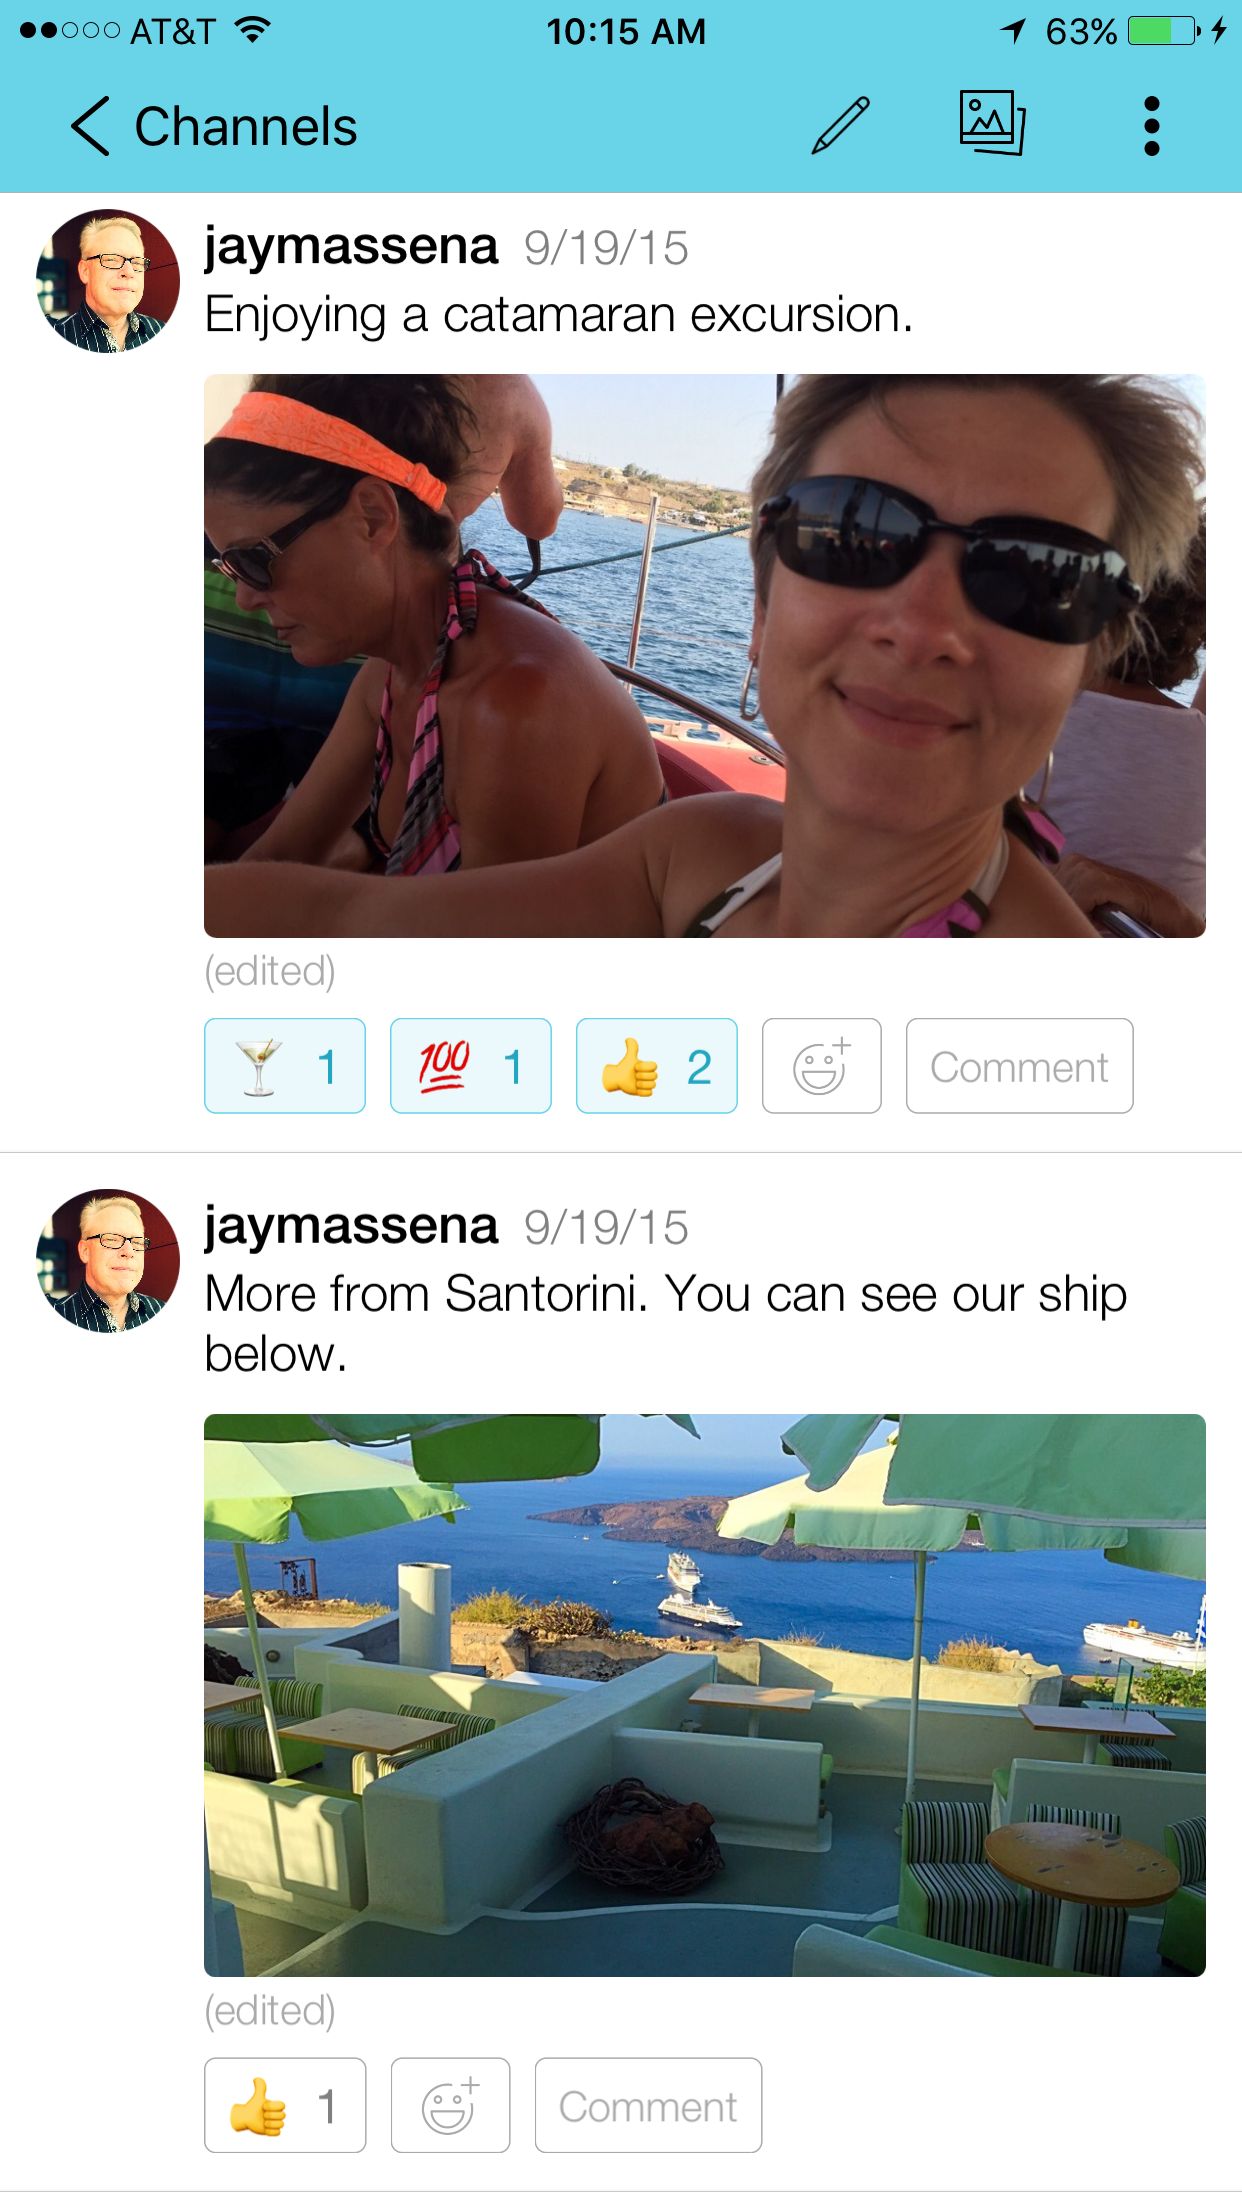 AT&T 10:15 AM 63%
Channels
jaymassena 9/19/15
Enjoying a catamaran excursion.
(edited)
1 100 1 2 Comment
jaymassena 9/19/15
More from Santorini. You can see our ship
below.
(edited)
1 Comment